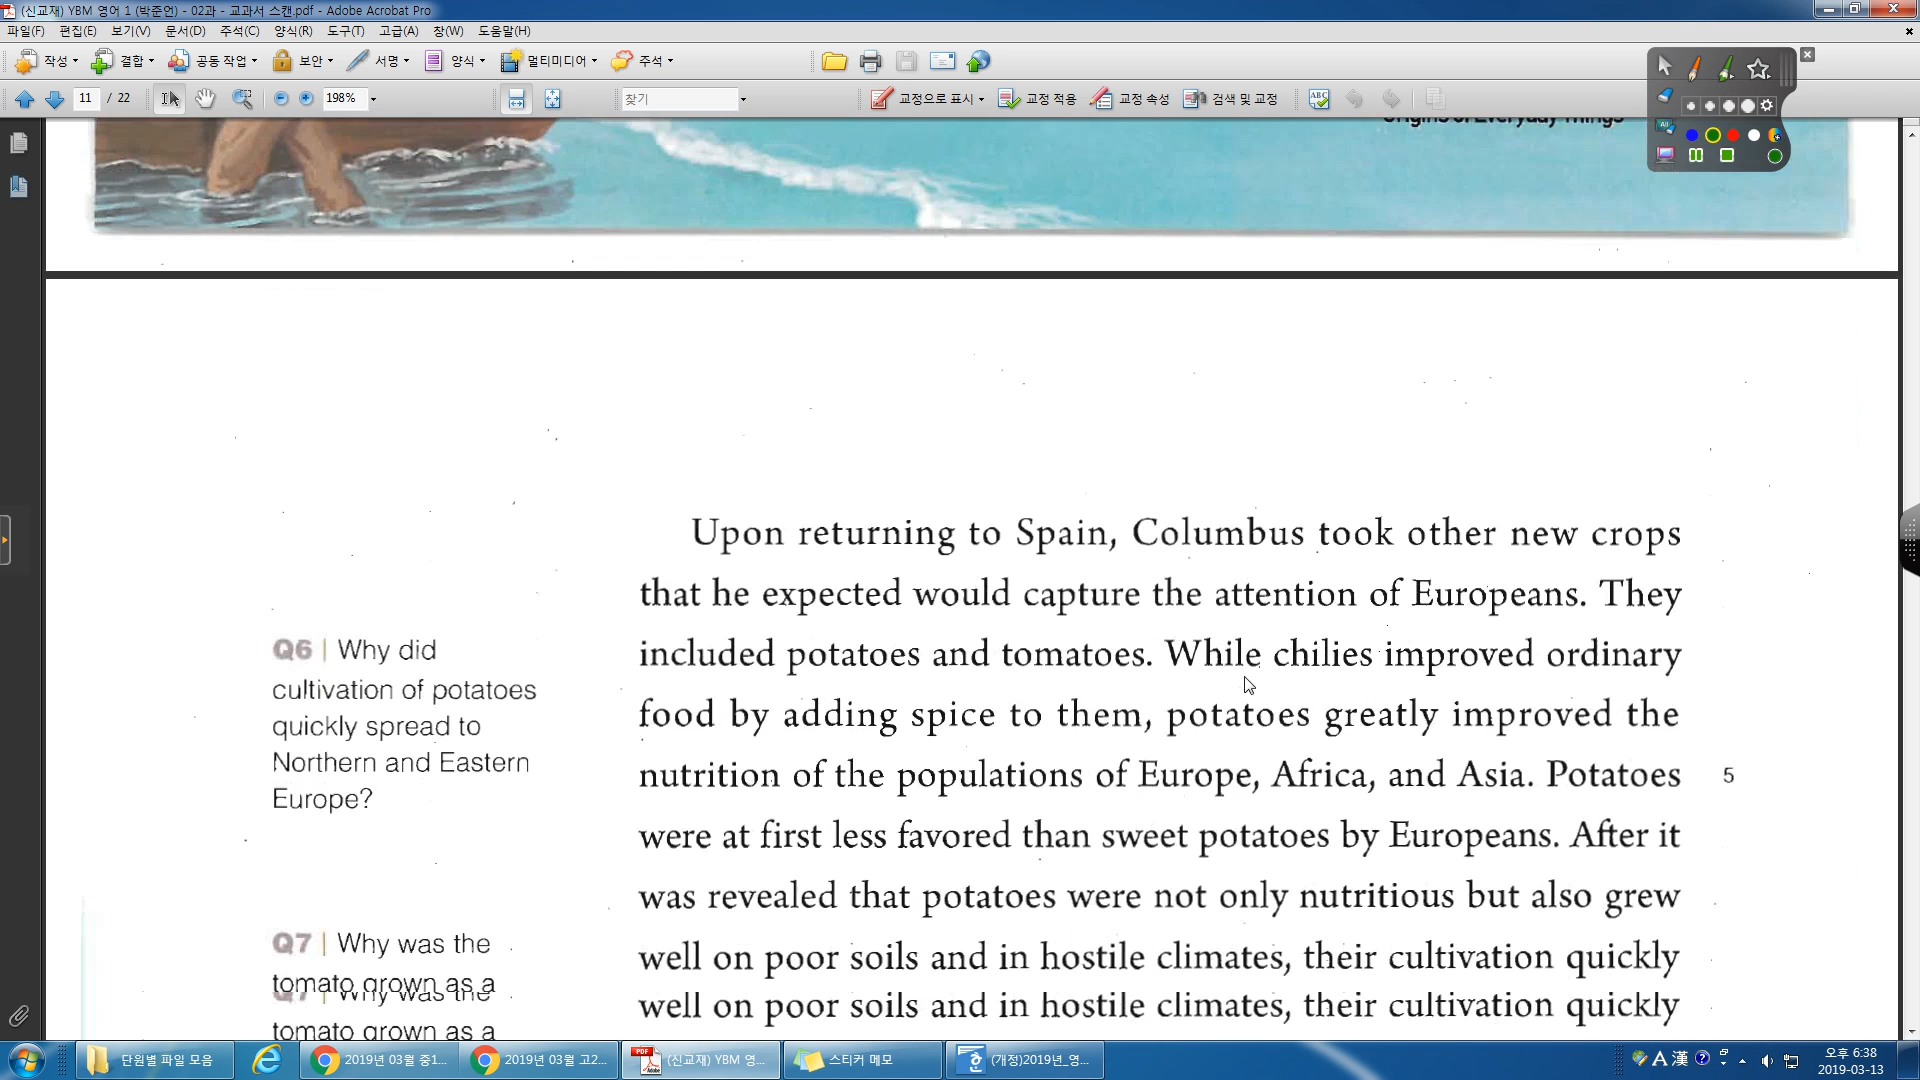 (신교재) YBM 영어 1 (박준언) - 02과 - 교과서 스캔.pdf - Adobe Acrobat Pro
파일(F) 편집(E) 보기(V) 문서(D) 주석(C) 양식(R) 도구(T) 고급(A) 창(W) 도움말(H)
작성 결합 공동 작업 보안 서명 양식 멀티미디어 주석
11 / 22 198% 찾기 교정으로 표시 교정 적용 교정 속성 검색 및 교정
Origins of Everyday Things
Upon returning to Spain, Columbus took other new crops
that he expected would capture the attention of Europeans. They
included potatoes and tomatoes. While chilies improved ordinary
food by adding spice to them, potatoes greatly improved the
nutrition of the populations of Europe, Africa, and Asia. Potatoes
5
were at first less favored than sweet potatoes by Europeans. After it
was revealed that potatoes were not only nutritious but also grew
well on poor soils and in hostile climates, their cultivation quickly
well on poor soils and in hostile climates, their cultivation quickly
Q6 | Why did
cultivation of potatoes
quickly spread to
Northern and Eastern
Europe?
Q7 | Why was the
tomato grown as a
Q7 | Why was the
tomato grown as a
단원별 파일 모음
2019년 03월 중1...
2019년 03월 고2...
(신교재) YBM 영...
스티커 메모
(개정)2019년_영...
A 漢
오후 6:38
2019-03-13